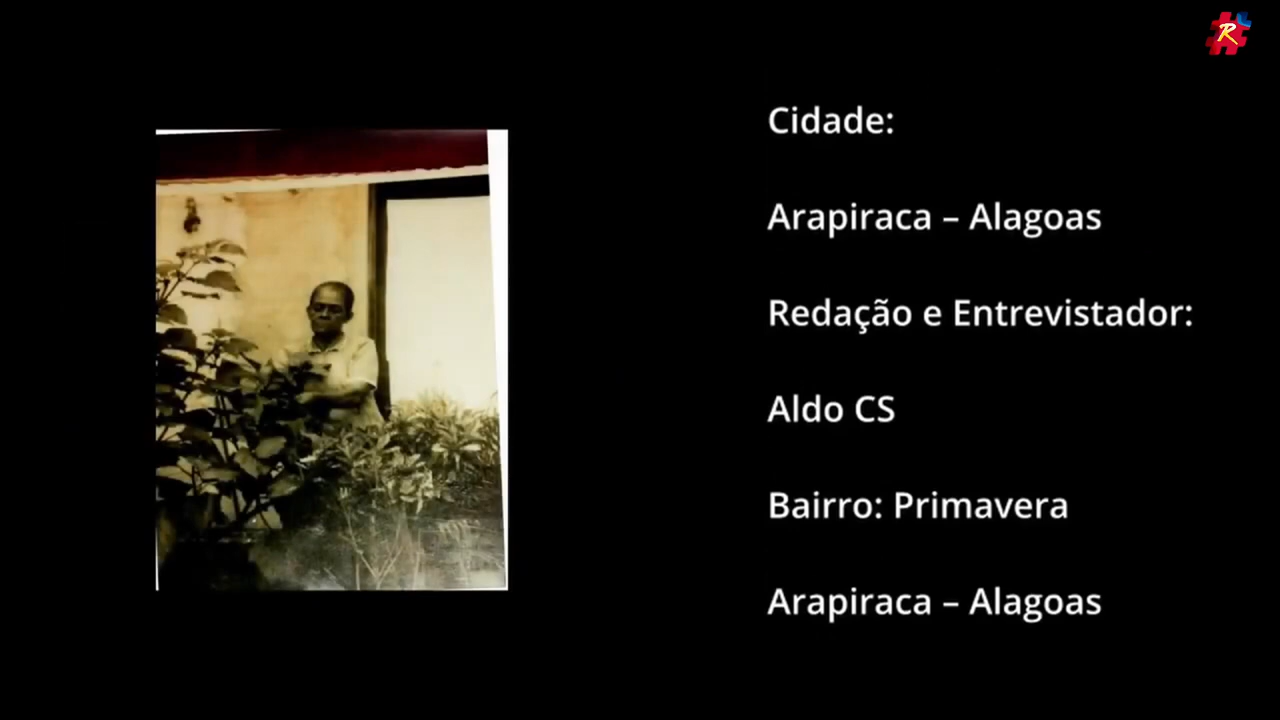 R
Cidade:
Arapiraca – Alagoas
Redação e Entrevistador:
Aldo CS
Bairro: Primavera
Arapiraca – Alagoas